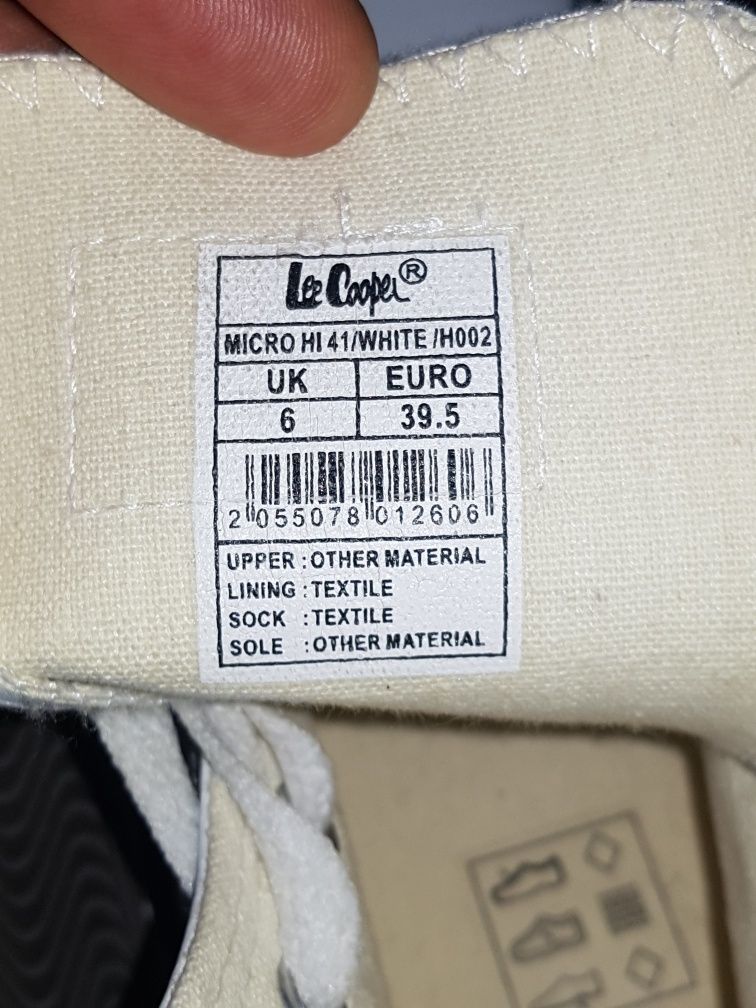 Lee Cooper®
MICRO HI 41/WHITE /H002
UK EURO
6 39.5
2 055078 012606
UPPER : OTHER MATERIAL
LINING : TEXTILE
SOCK : TEXTILE
SOLE : OTHER MATERIAL